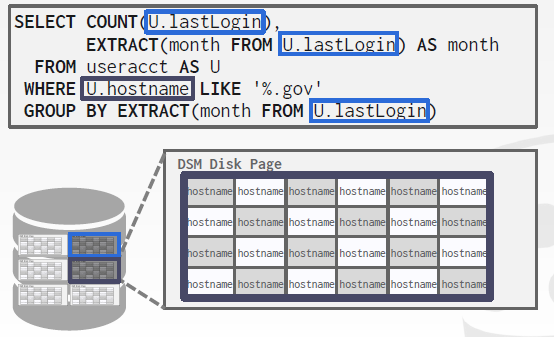 SELECT COUNT(U.lastLogin),
EXTRACT(month FROM U.lastLogin) AS month
FROM useracct AS U
WHERE U.hostname LIKE '%.gov'
GROUP BY EXTRACT(month FROM U.lastLogin)
DSM Disk Page
hostname hostname hostname hostname hostname hostname
hostname hostname hostname hostname hostname hostname
hostname hostname hostname hostname hostname hostname
hostname hostname hostname hostname hostname hostname